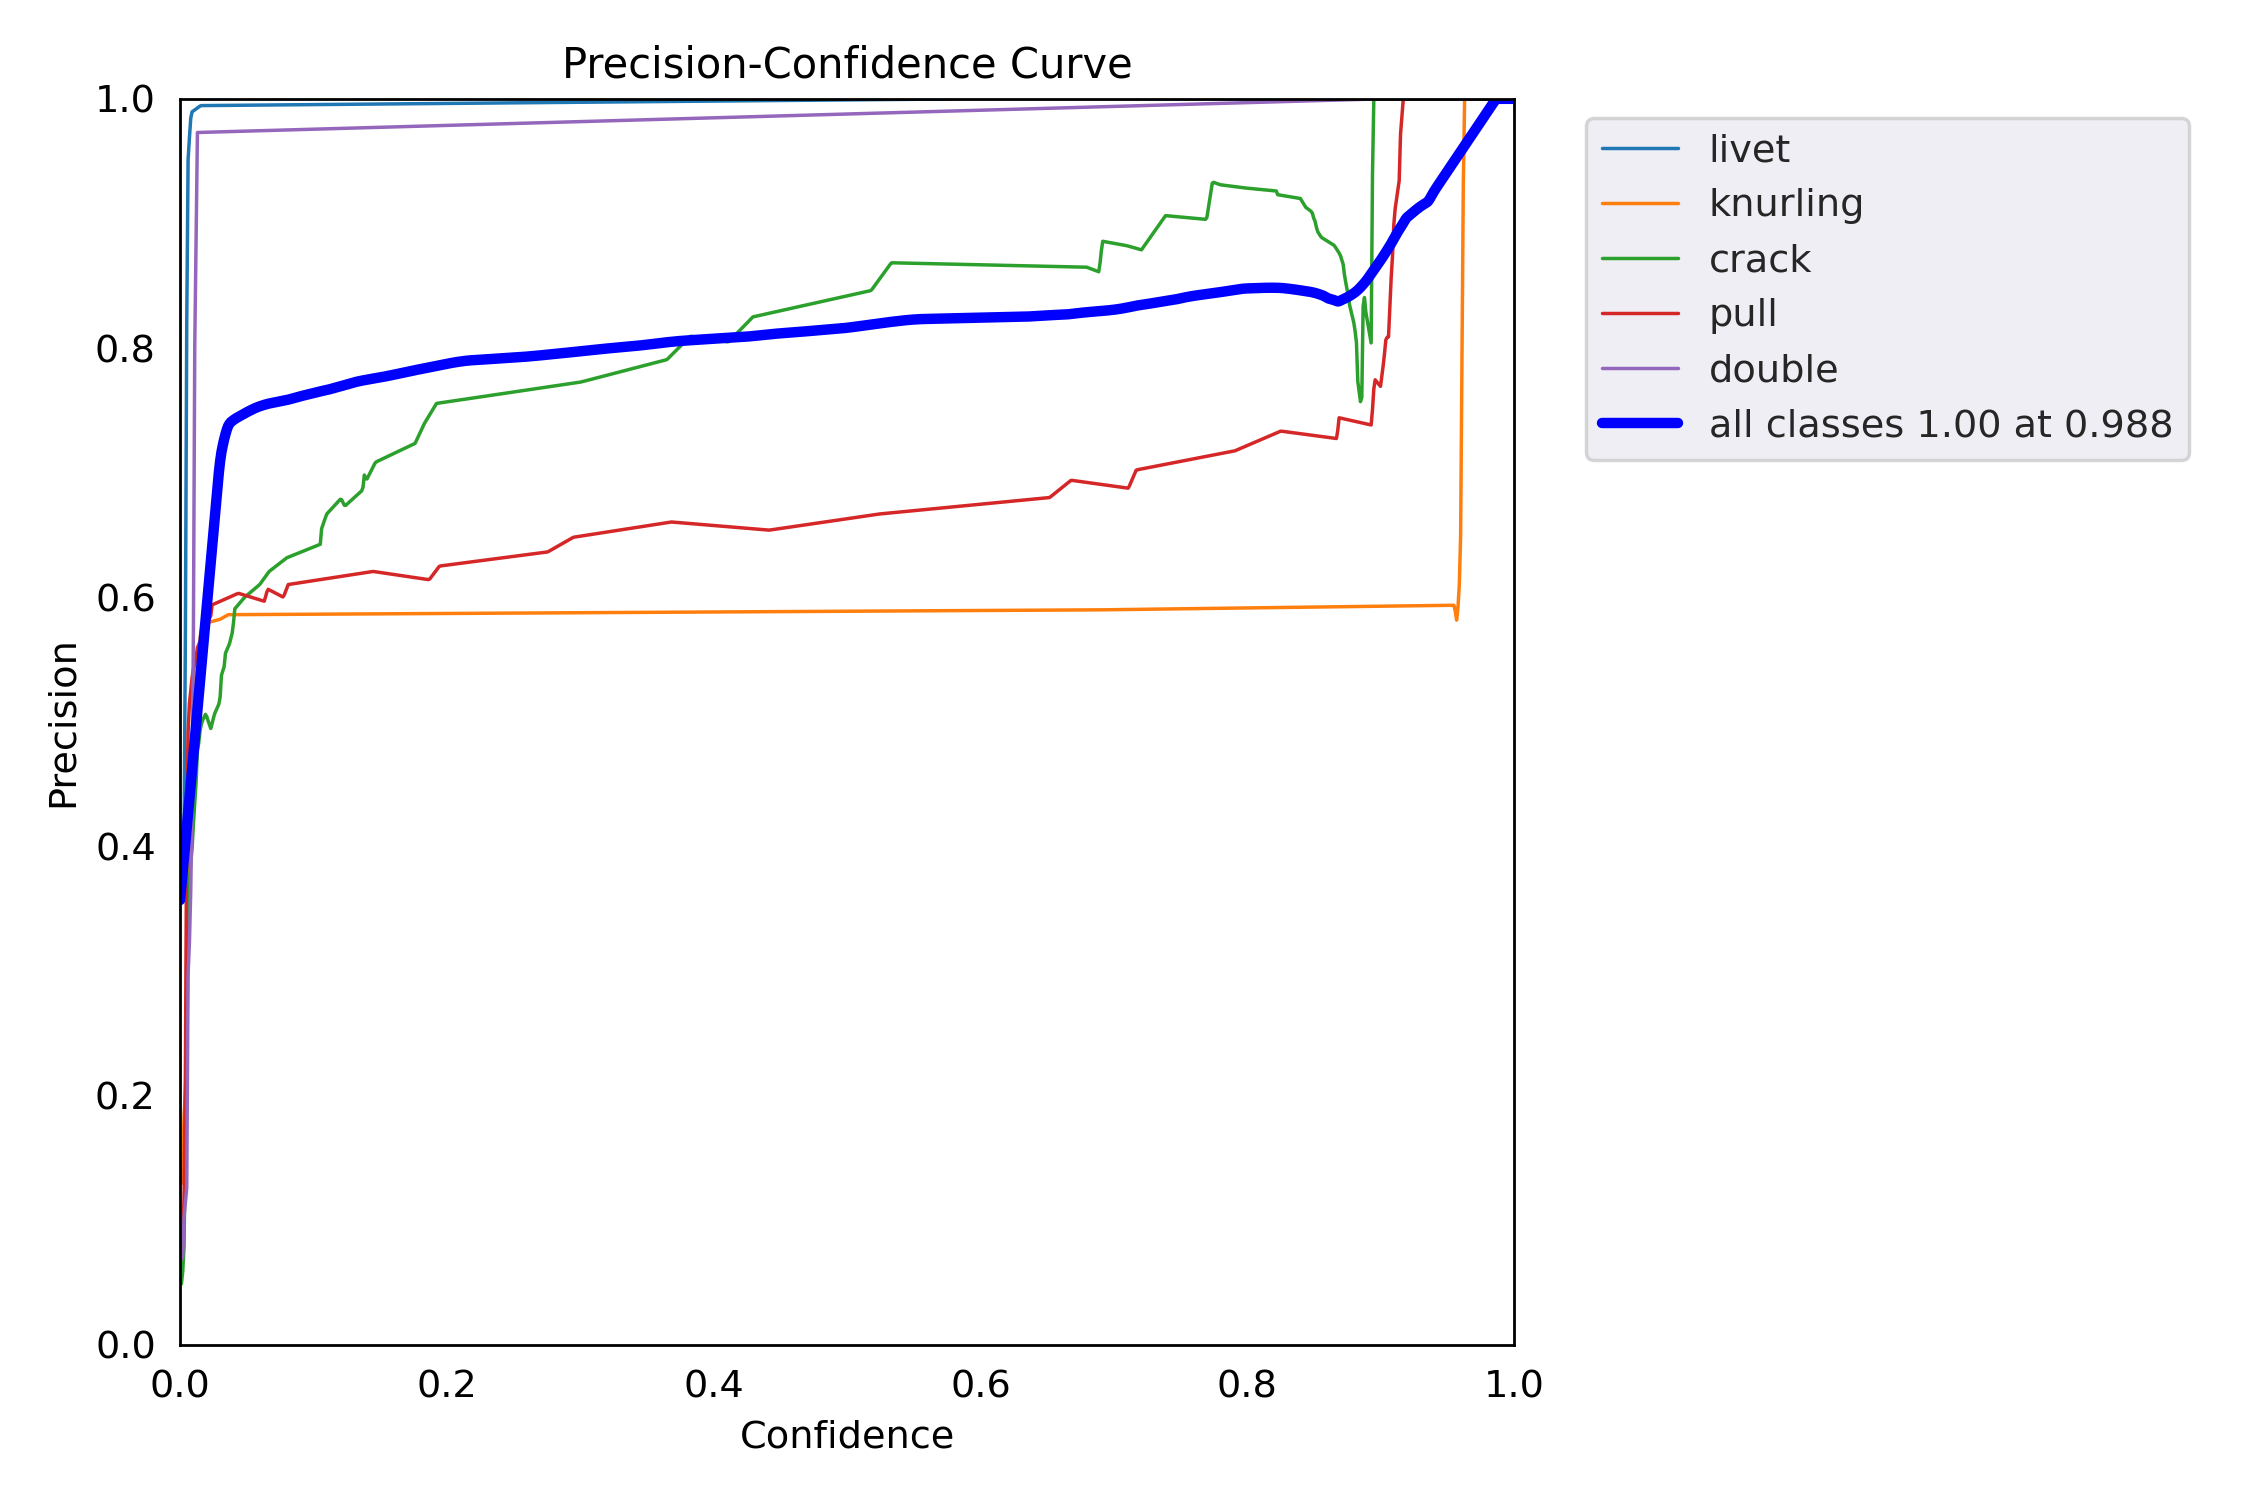 Precision-Confidence Curve
1.0
0.8
0.6
0.4
0.2
0.0
Precision
0.0 0.2 0.4 0.6 0.8 1.0
Confidence
livet
knurling
crack
pull
double
all classes 1.00 at 0.988